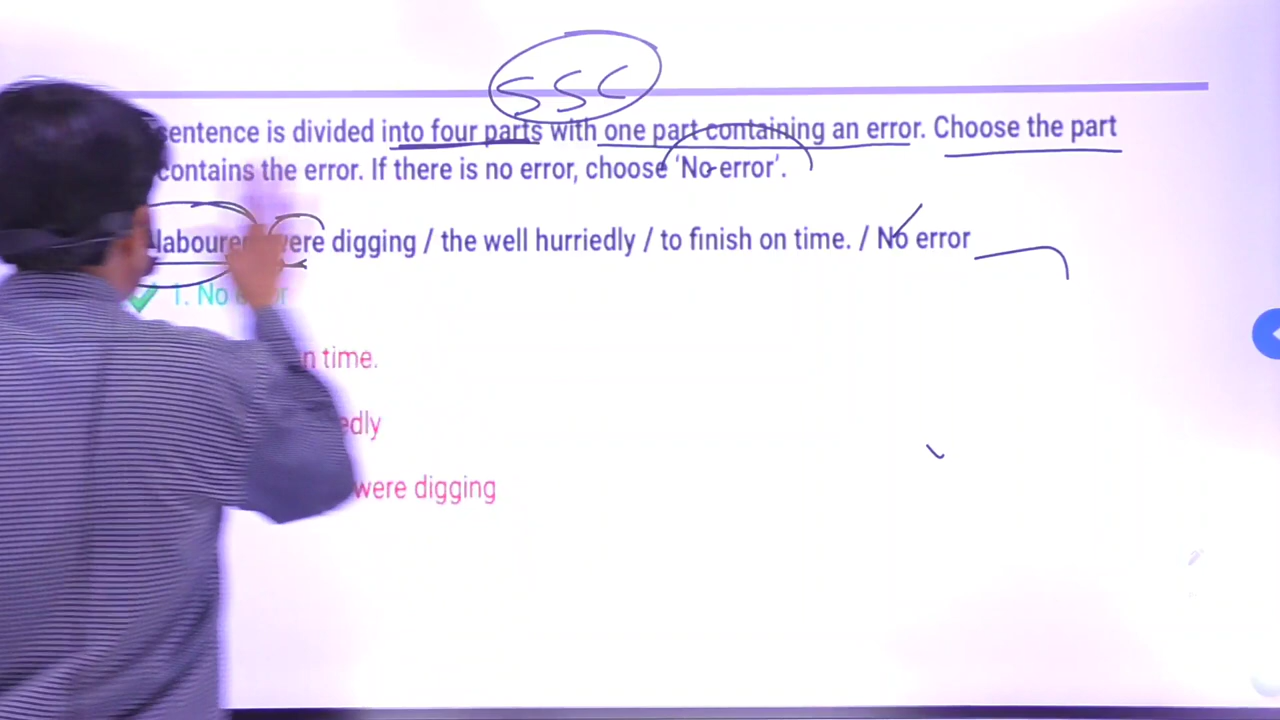 SSC
sentence is divided into four parts with one part containing an error. Choose the part
contains the error. If there is no error, choose 'No error'.
were digging / the well hurriedly / to finish on time. / No error
1. No
time.
were digging